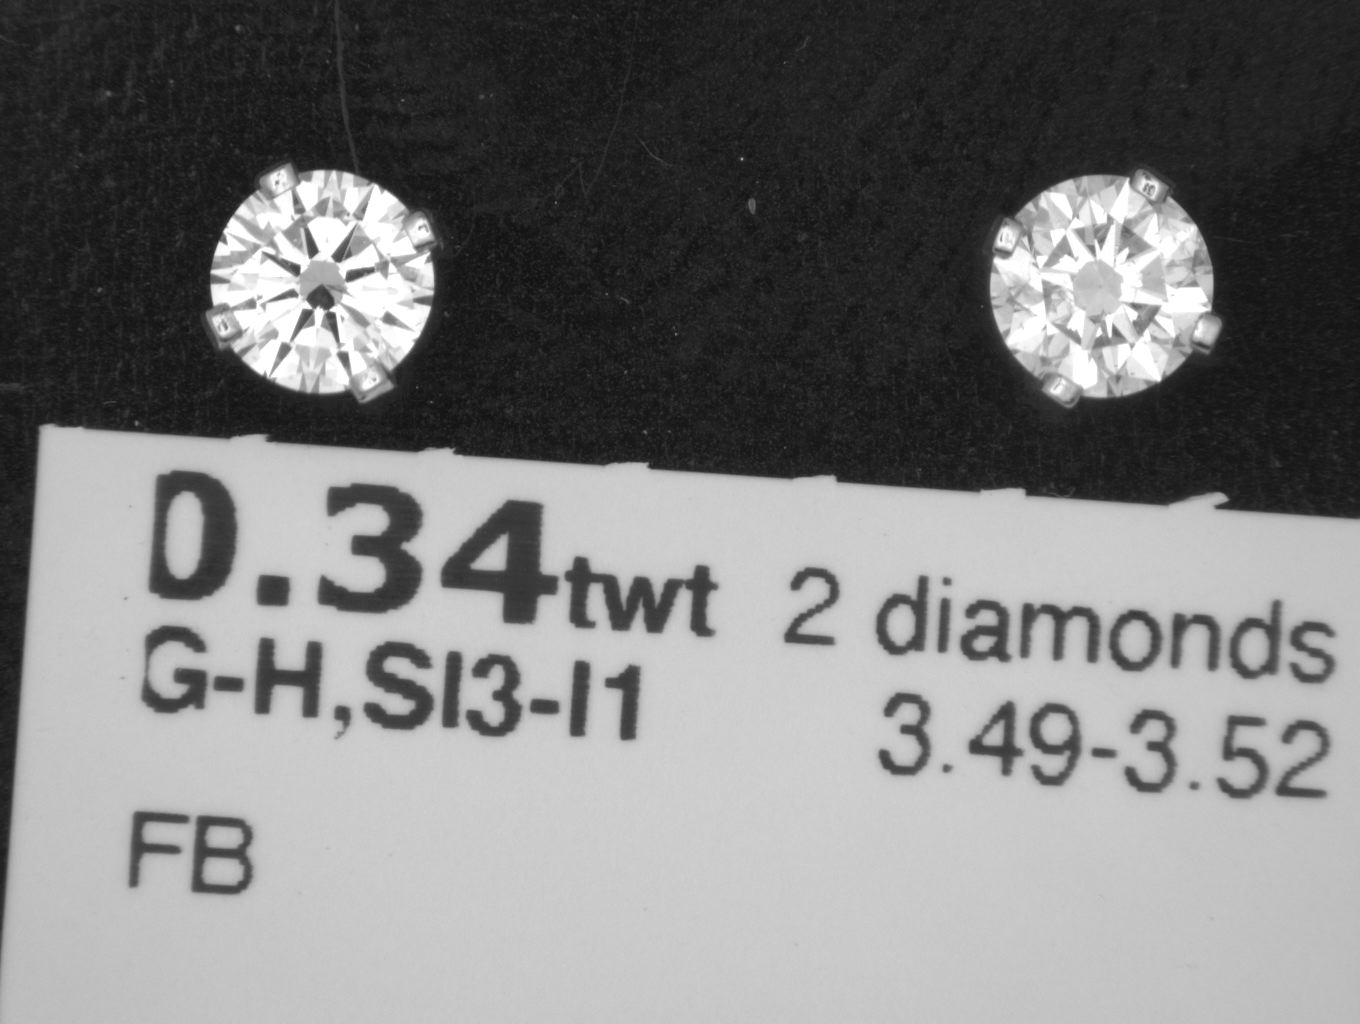 0.34twt 2 diamonds
G-H,SI3-I1 3.49-3.52
FB